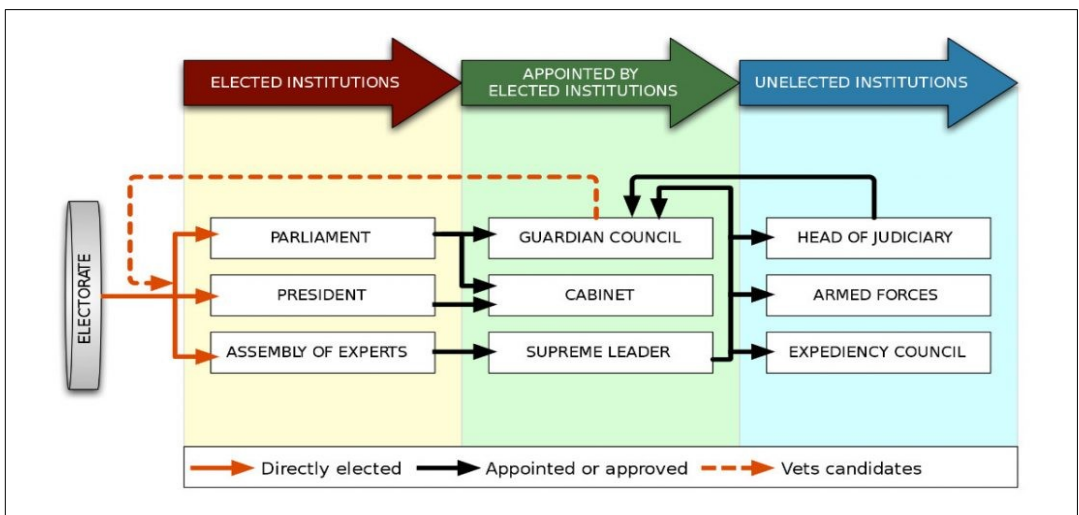 ELECTED INSTITUTIONS
APPOINTED BY
ELECTED INSTITUTIONS
UNELECTED INSTITUTIONS
ELECTORATE
PARLIAMENT
GUARDIAN COUNCIL
HEAD OF JUDICIARY
PRESIDENT
CABINET
ARMED FORCES
ASSEMBLY OF EXPERTS
SUPREME LEADER
EXPEDIENCY COUNCIL
Directly elected
Appointed or approved
Vets candidates